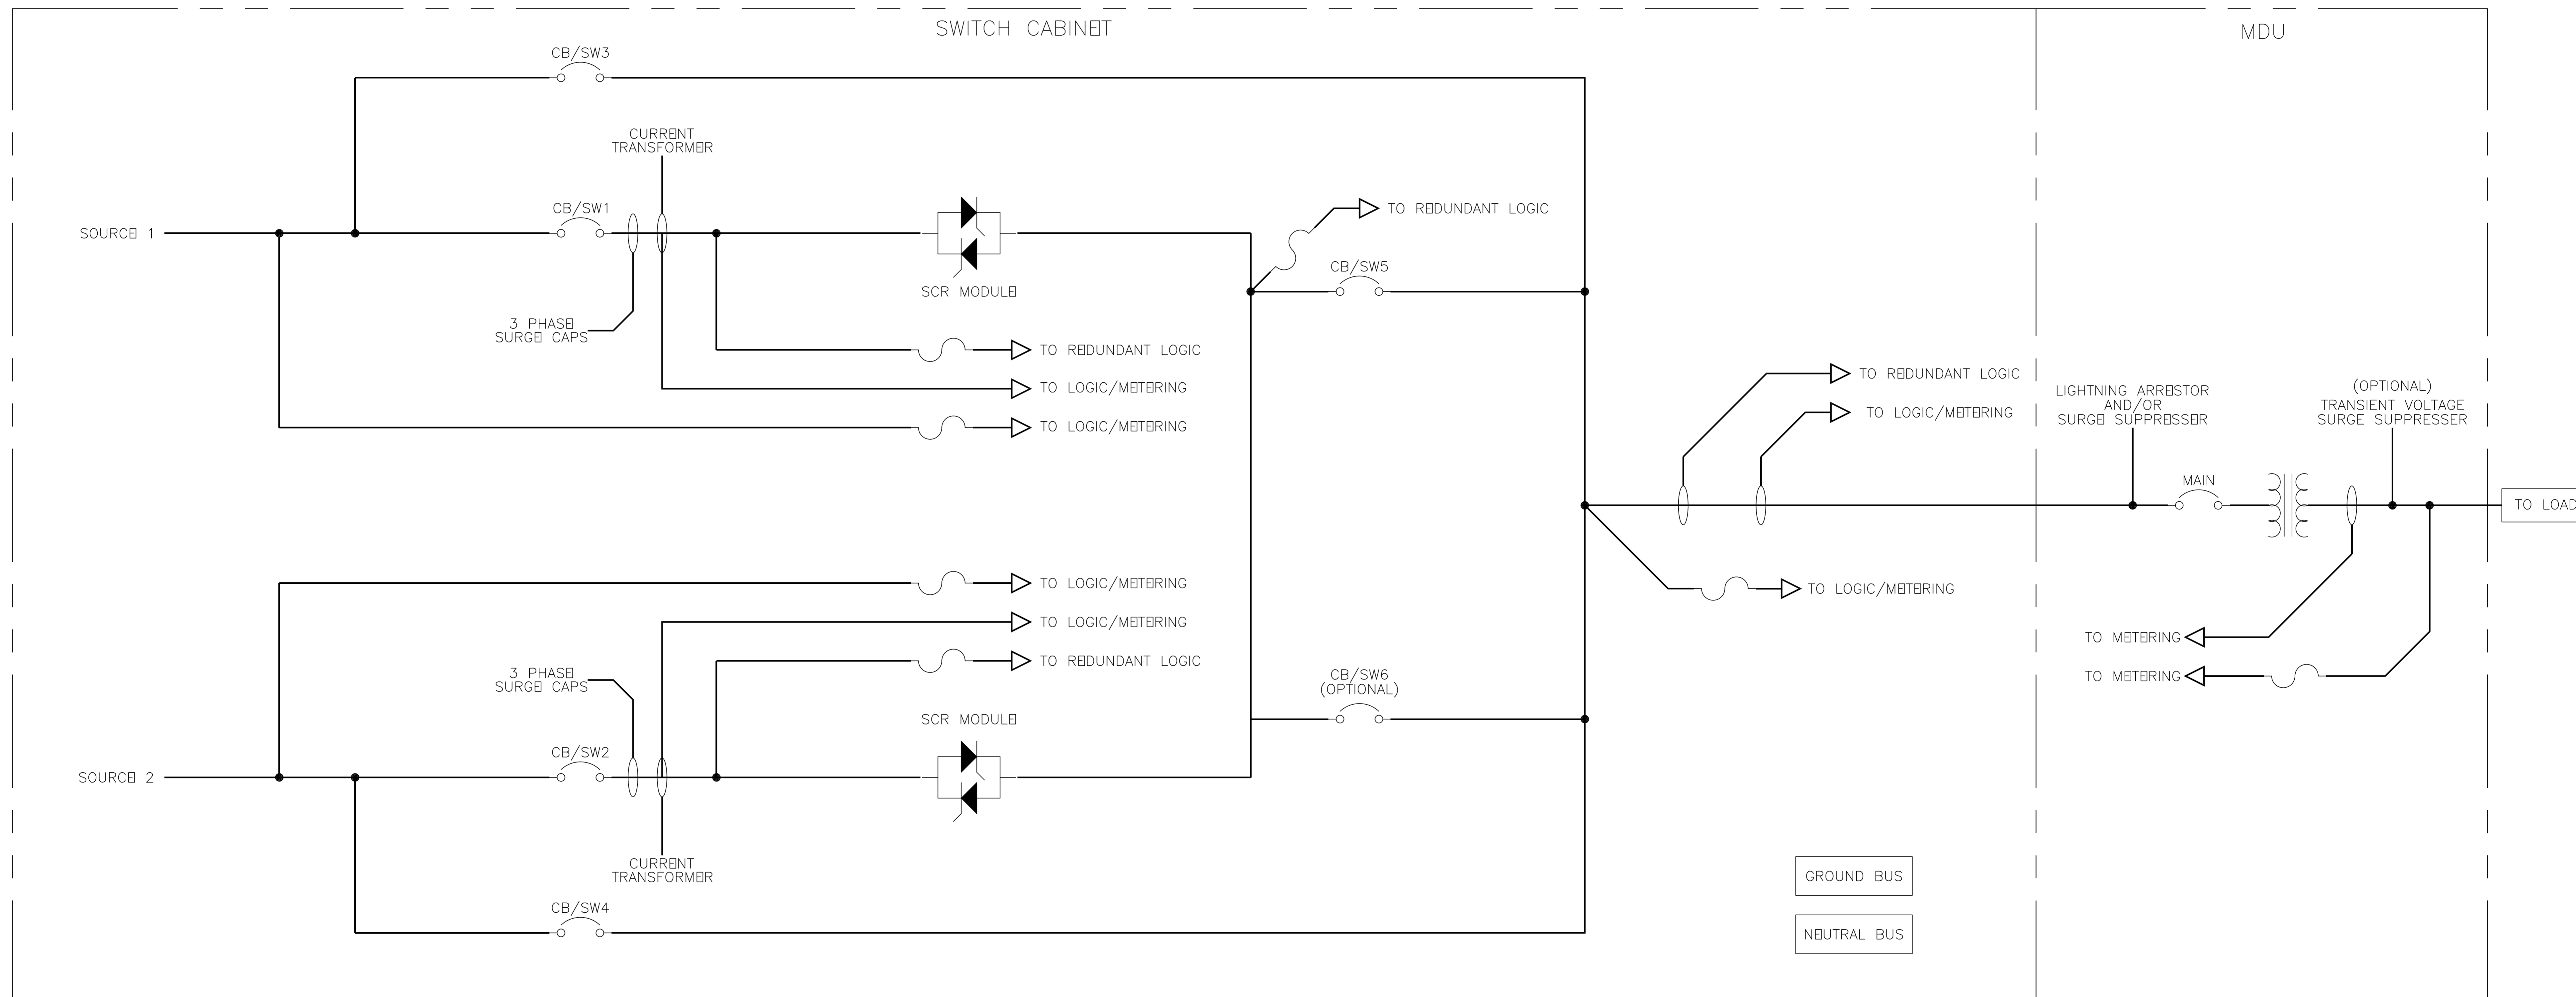 SWITCH CABINET
MDU
CB/SW3
CURRENT
TRANSFORMER
CB/SW1
SOURCE 1
3 PHASE
SURGE CAPS
SCR MODULE
TO REDUNDANT LOGIC
CB/SW5
TO REDUNDANT LOGIC
TO LOGIC/METERING
TO LOGIC/METERING
TO REDUNDANT LOGIC
TO LOGIC/METERING
LIGHTNING ARRESTOR
AND/OR
SURGE SUPPRESSER
(OPTIONAL)
TRANSIENT VOLTAGE
SURGE SUPPRESSER
MAIN
TO LOAD
TO LOGIC/METERING
TO LOGIC/METERING
TO LOGIC/METERING
TO REDUNDANT LOGIC
TO METERING
TO METERING
3 PHASE
SURGE CAPS
SCR MODULE
CB/SW6
(OPTIONAL)
CB/SW2
SOURCE 2
CURRENT
TRANSFORMER
CB/SW4
GROUND BUS
NEUTRAL BUS